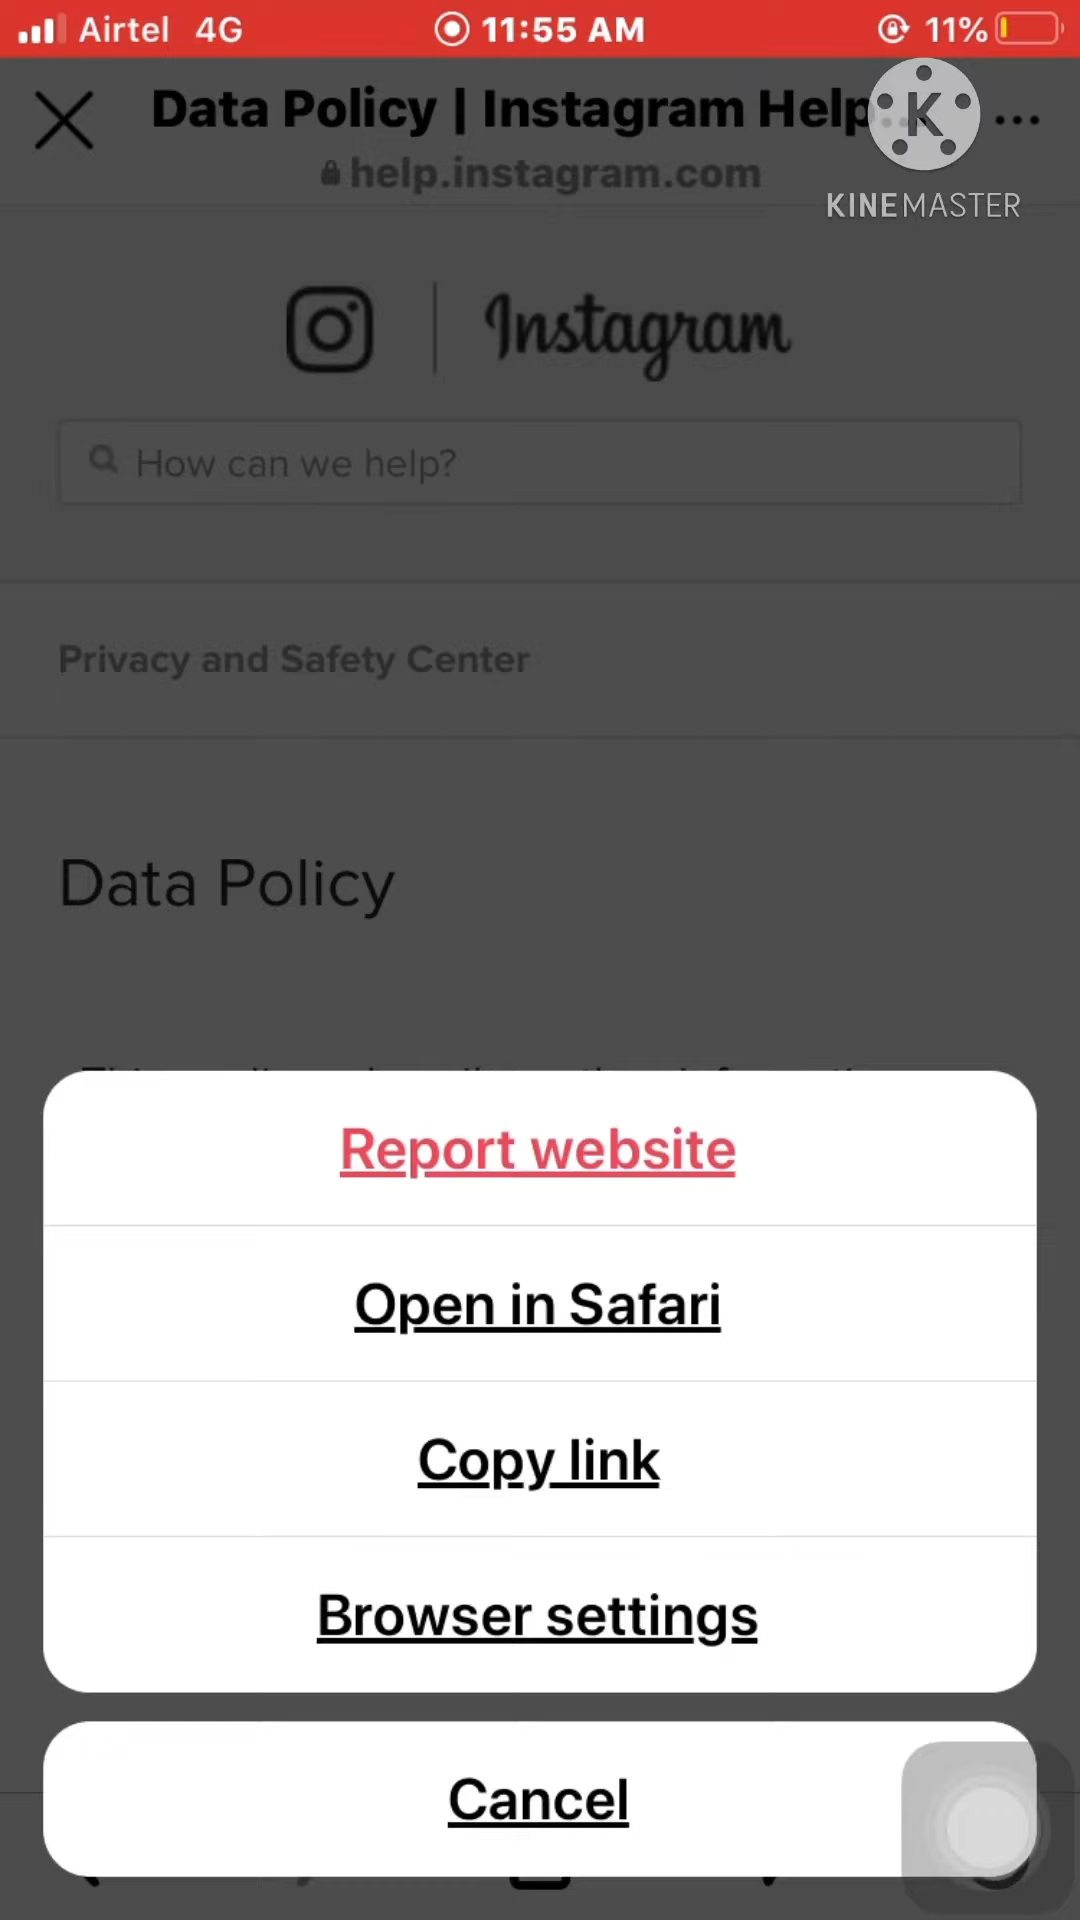 Airtel 4G 11:55 AM 11%
Data Policy | Instagram Help
help.instagram.com
K
KINEMASTER
Instagram
How can we help?
Privacy and Safety Center
Data Policy
Report website
Open in Safari
Copy link
Browser settings
Cancel